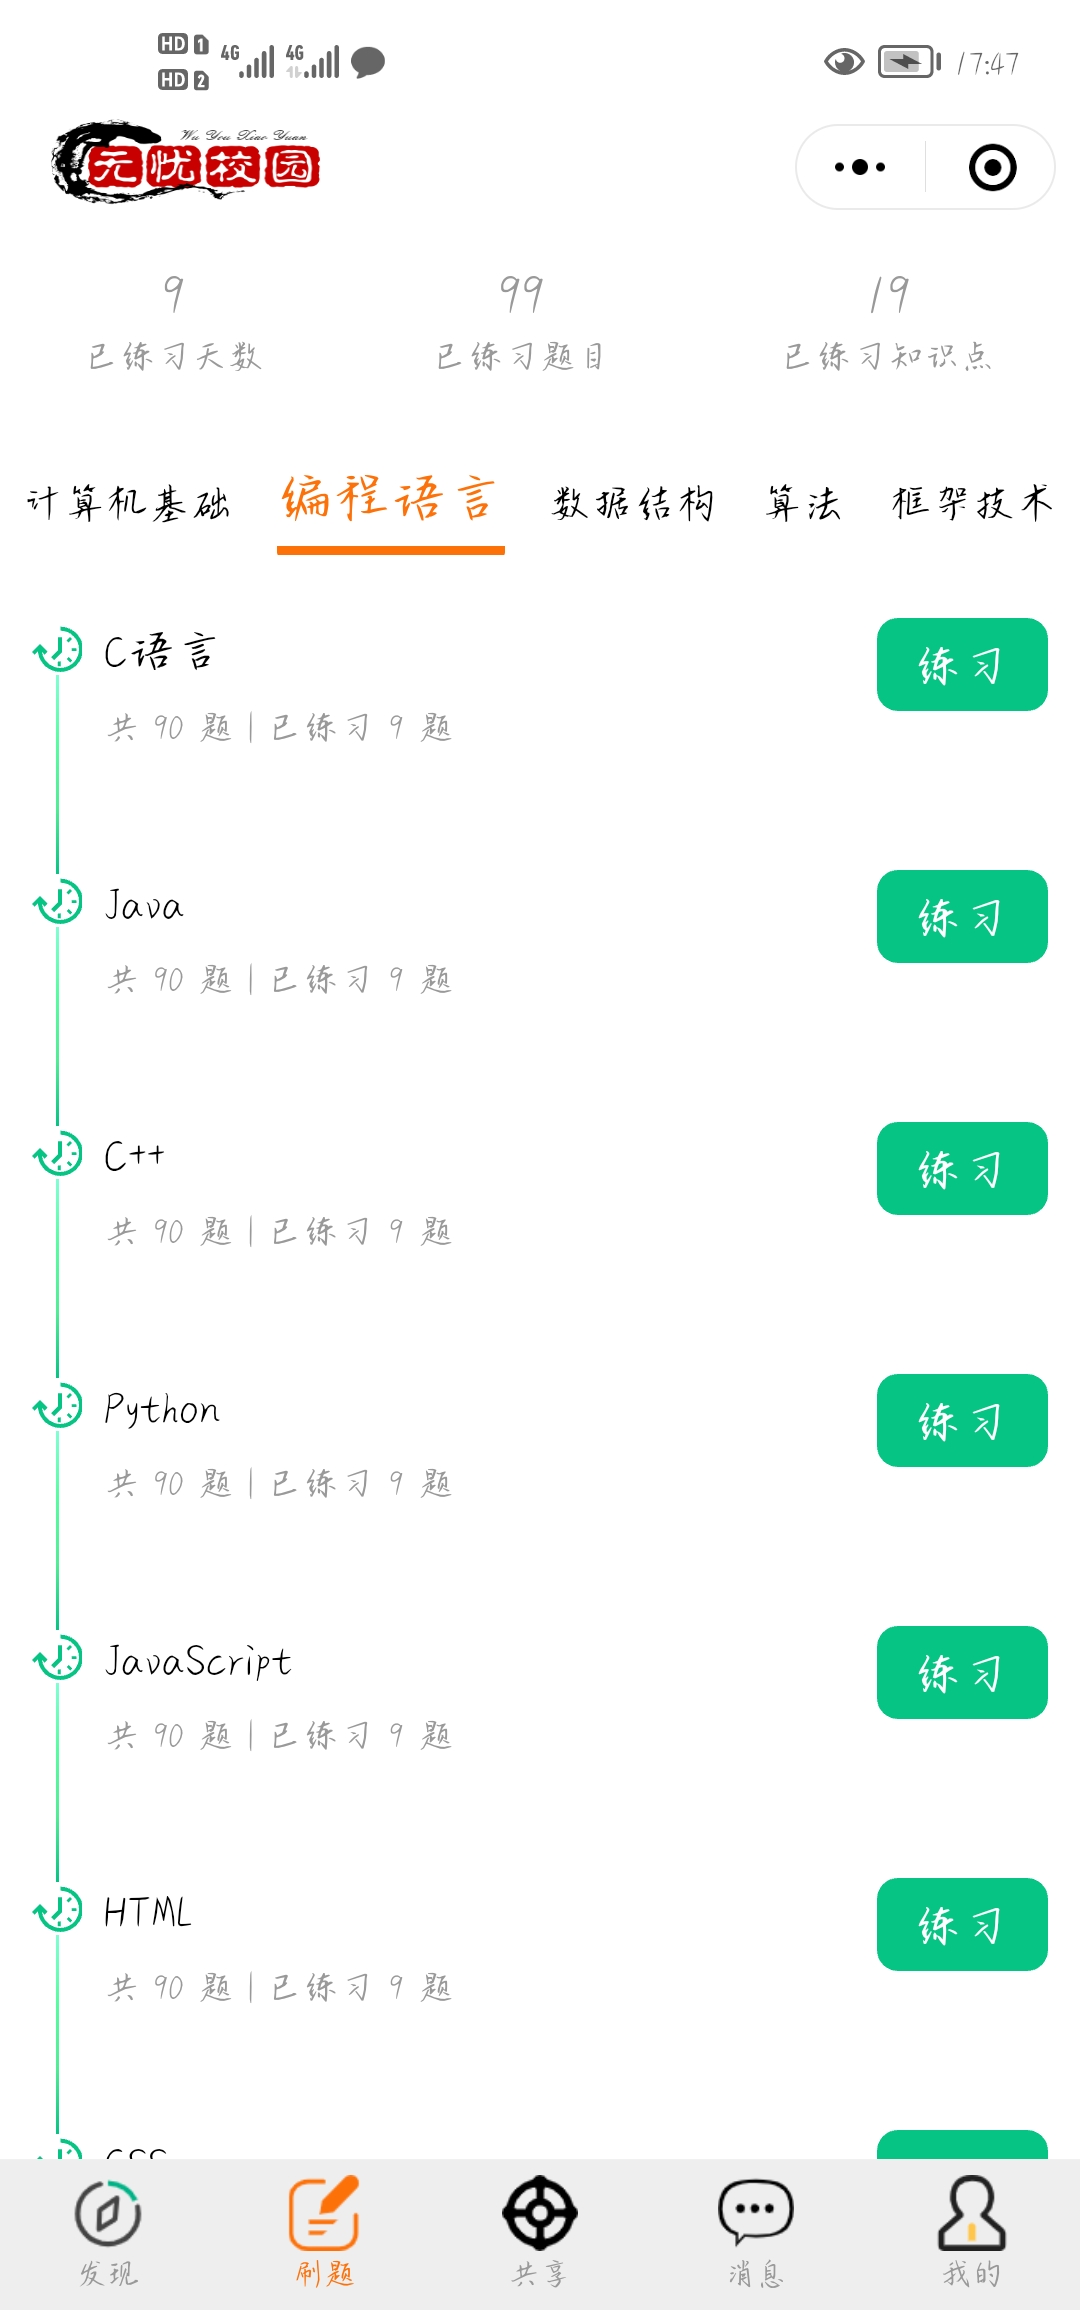 HD 1 4G 4G 17:47
HD 2
Wu You Xiao Yuan
无忧校园
9 99 19
已练习天数 已练习题目 已练习知识点
计算机基础 编程语言 数据结构 算法 框架技术
C语言 练习
共 90 题 | 已练习 9 题
Java 练习
共 90 题 | 已练习 9 题
C++ 练习
共 90 题 | 已练习 9 题
Python 练习
共 90 题 | 已练习 9 题
JavaScript 练习
共 90 题 | 已练习 9 题
HTML 练习
共 90 题 | 已练习 9 题
发现 刷题 共享 消息 我的